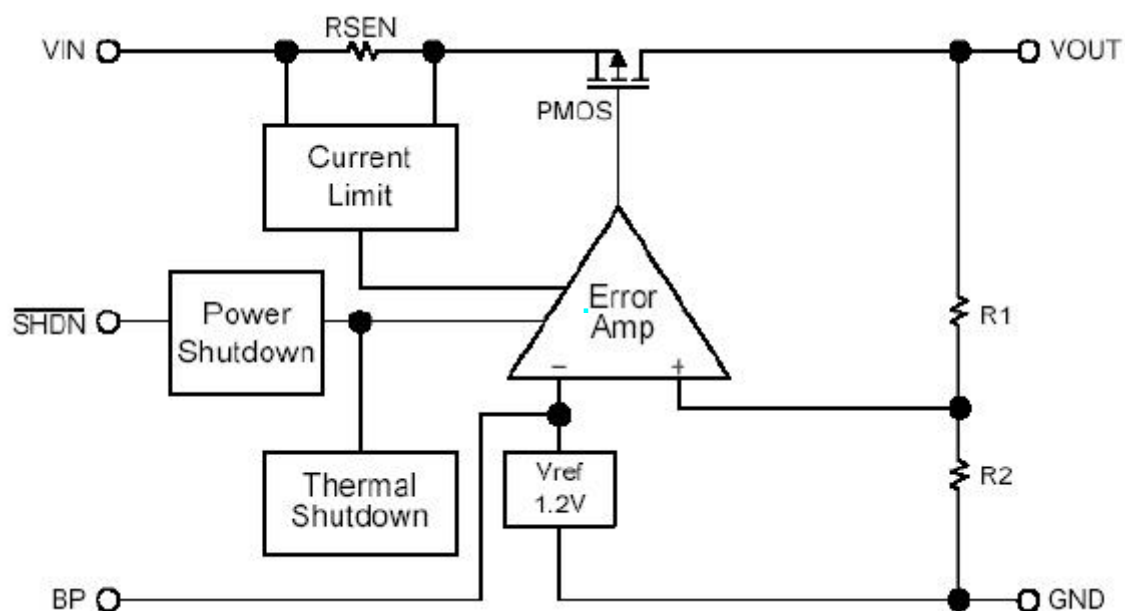 RSEN
VIN
VOUT
PMOS
Current
Limit
Error
Amp
SHDN
Power
Shutdown
R1
− +
Thermal
Shutdown
Vref
1.2V
R2
BP
GND